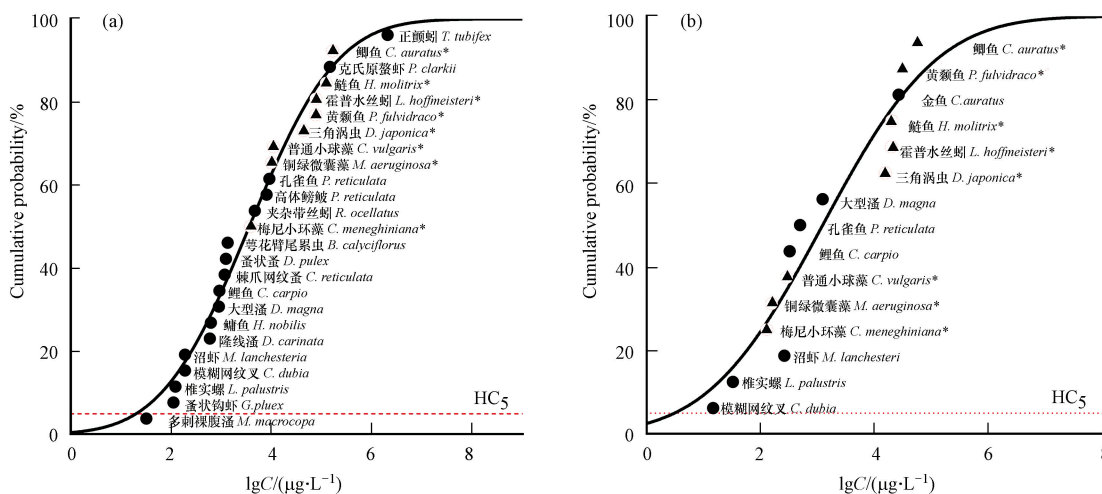 (a)
100
80
60
40
20
0
Cumulative probability/%
正颤蚓 T. tubifex
鲫鱼 C. auratus*
克氏原螯虾 P. clarkii
鲢鱼 H. molitrix*
霍普水丝蚓 L. hoffmeisteri*
黄颡鱼 P. fulvidraco*
三角涡虫 D. japonica*
普通小球藻 C. vulgaris*
铜绿微囊藻 M. aeruginosa*
孔雀鱼 P. reticulata
高体鳑鲏 P. reticulata
夹杂带丝蚓 R. ocellatus
梅尼小环藻 C. meneghiniana*
萼花臂尾轮虫 B. calyciflorus
蚤状蚤 D. pulex
棘爪网纹蚤 C. reticulata
鲤鱼 C. carpio
大型溞 D. magna
鳙鱼 H. nobilis
隆线溞 D. carinata
沼虾 M. lanchesteria
模糊网纹叉 C. dubia
椎实螺 L. palustris
蚤状钩虾 G.pluex
多刺裸腹溞 M. macrocopa
HC5
0 2 4 6 8
lgC/(μg·L−1)
(b)
100
80
60
40
20
0
Cumulative probability/%
鲫鱼 C. auratus*
黄颡鱼 P. fulvidraco*
金鱼 C.auratus
鲢鱼 H. molitrix*
霍普水丝蚓 L. hoffmeisteri*
三角涡虫 D. japonica*
大型溞 D. magna
孔雀鱼 P. reticulata
鲤鱼 C. carpio
普通小球藻 C. vulgaris*
铜绿微囊藻 M. aeruginosa*
梅尼小环藻 C. meneghiniana*
沼虾 M. lanchesteri
椎实螺 L. palustris
模糊网纹叉 C. dubia
HC5
0 2 4 6 8
lgC/(μg·L−1)